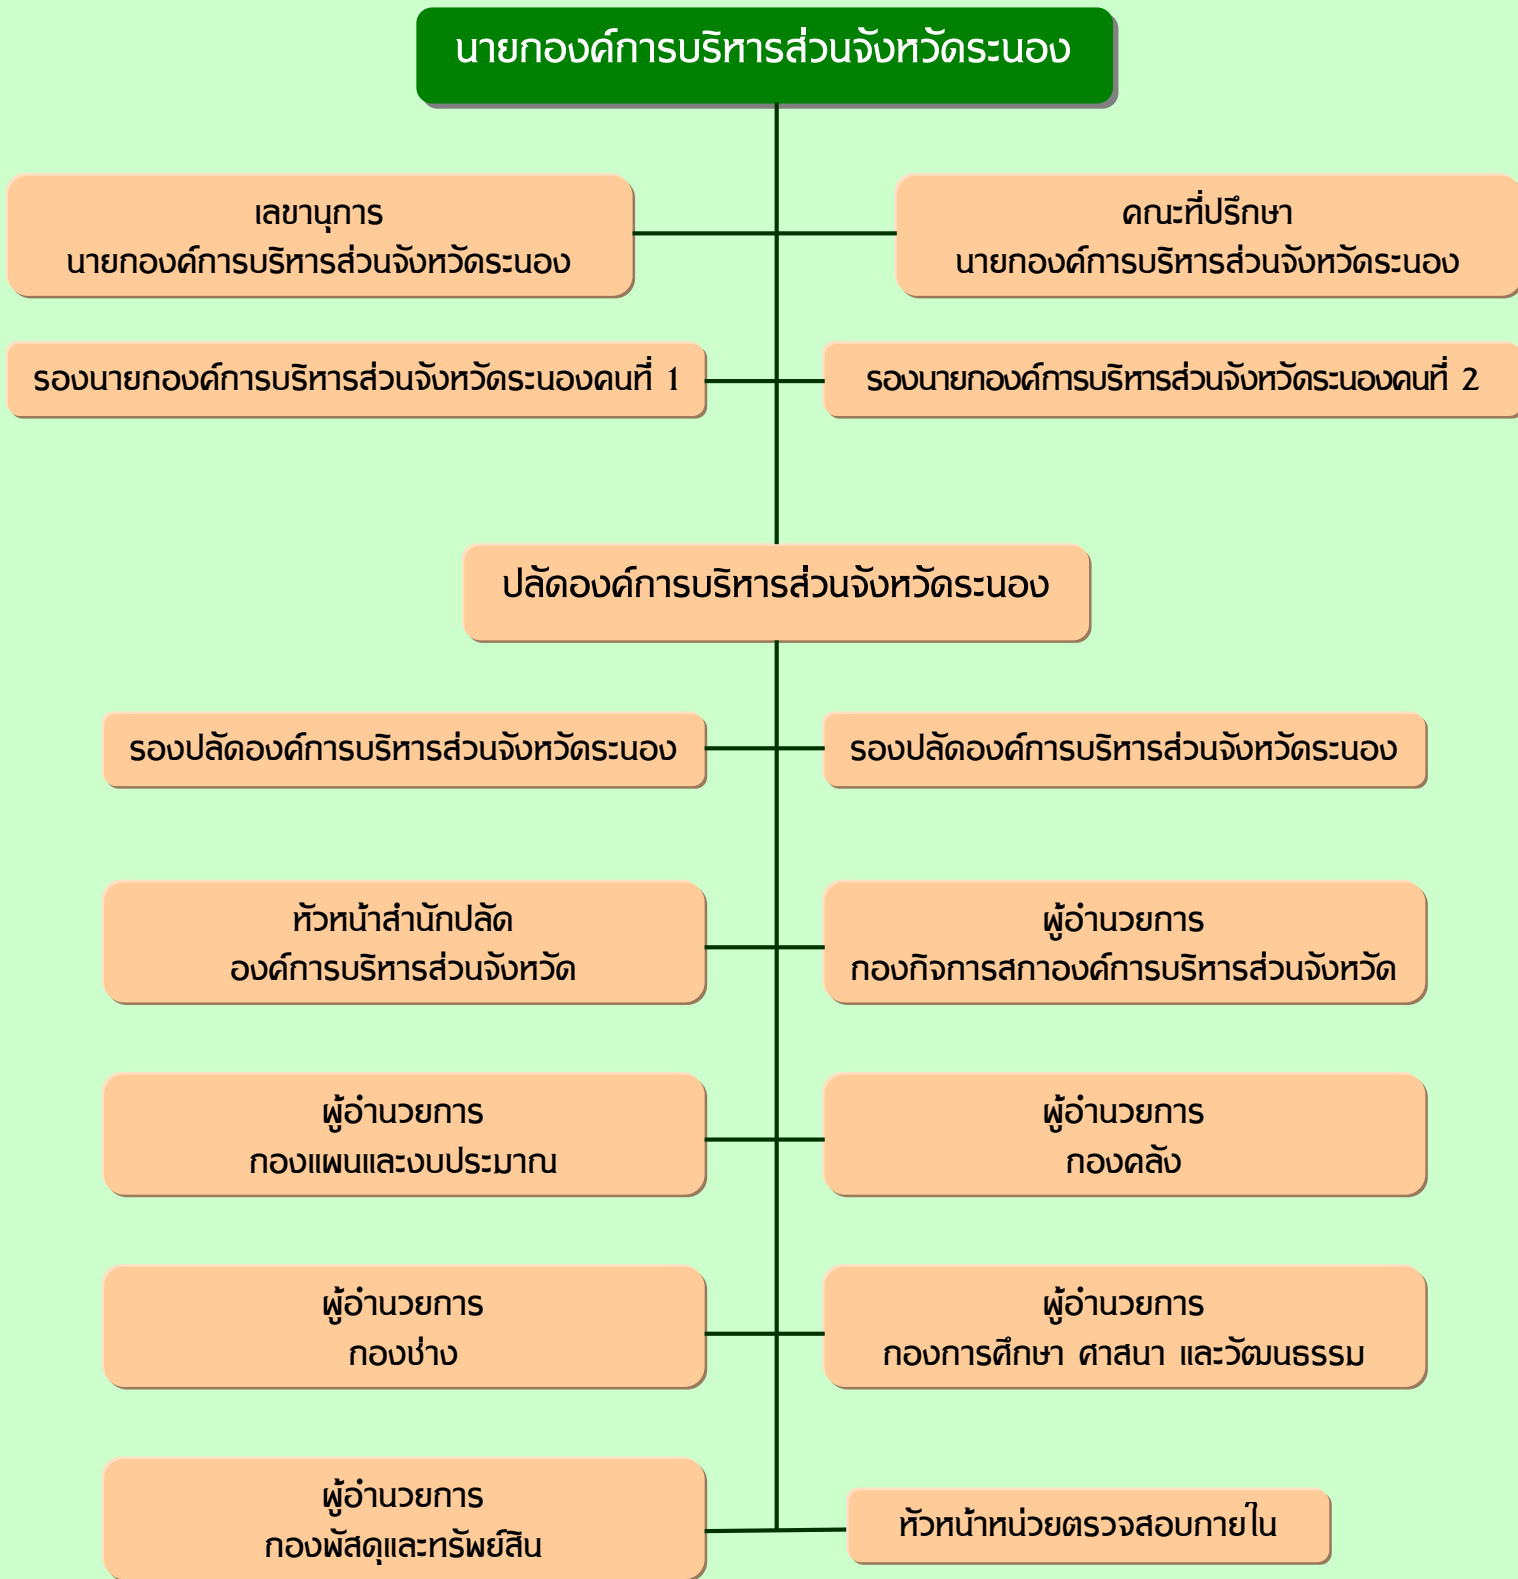 นายกองค์การบริหารส่วนจังหวัดระนอง
เลขานุการ
นายกองค์การบริหารส่วนจังหวัดระนอง
คณะที่ปรึกษา
นายกองค์การบริหารส่วนจังหวัดระนอง
รองนายกองค์การบริหารส่วนจังหวัดระนองคนที่ 1
รองนายกองค์การบริหารส่วนจังหวัดระนองคนที่ 2
ปลัดองค์การบริหารส่วนจังหวัดระนอง
รองปลัดองค์การบริหารส่วนจังหวัดระนอง
รองปลัดองค์การบริหารส่วนจังหวัดระนอง
หัวหน้าสำนักปลัด
องค์การบริหารส่วนจังหวัด
ผู้อำนวยการ
กองกิจการสภาองค์การบริหารส่วนจังหวัด
ผู้อำนวยการ
กองแผนและงบประมาณ
ผู้อำนวยการ
กองคลัง
ผู้อำนวยการ
กองช่าง
ผู้อำนวยการ
กองการศึกษา ศาสนา และวัฒนธรรม
ผู้อำนวยการ
กองพัสดุและทรัพย์สิน
หัวหน้าหน่วยตรวจสอบภายใน